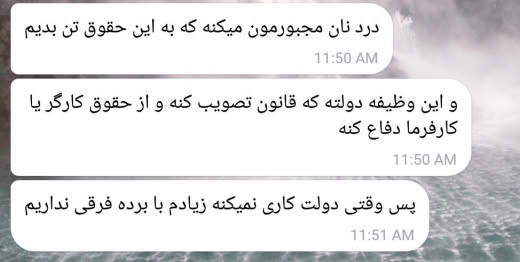 درد نان مجبورمون میکنه که به این حقوق تن بدیم
11:50 AM
و این وظیفه دولته که قانون تصویب کنه و از حقوق کارگر یا
کارفرما دفاع کنه
11:50 AM
پس وقتی دولت کاری نمیکنه زیادم با برده فرقی نداریم
11:51 AM